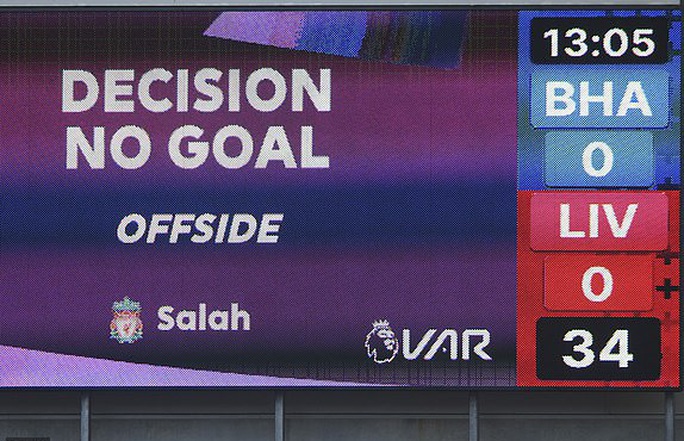 DECISION
NO GOAL
OFFSIDE
Salah
VAR
13:05
BHA
0
LIV
0
34